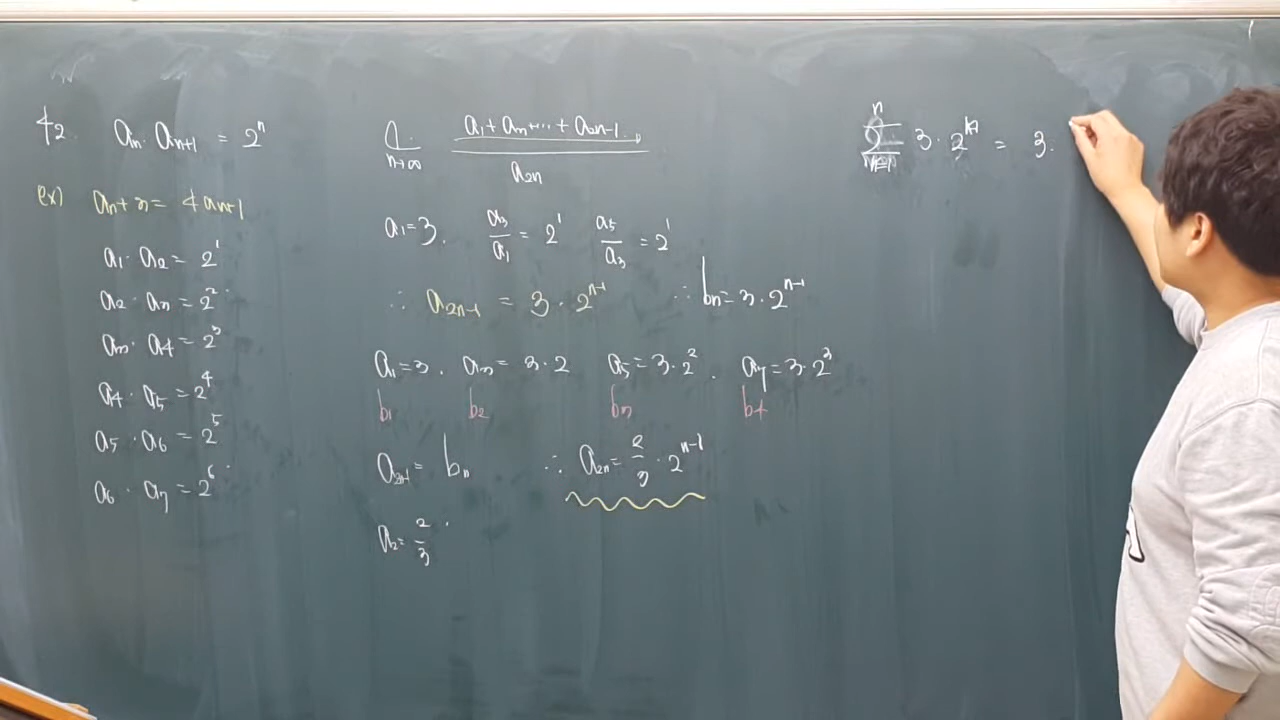 42. aₙ · aₙ₊₁ = 2ⁿ
ex) aₙ₊₃ = 4aₙ₊₁
a₁ · a₂ = 2¹
a₂ · a₃ = 2²
a₃ · a₄ = 2³
a₄ · a₅ = 2⁴
a₅ · a₆ = 2⁵
a₆ · a₇ = 2⁶
n→∞
a₁ + a₃ + ... + a₂ₙ₋₁
a₂ₙ
a₁ = 3. a₃/a₁ = 2¹ a₅/a₃ = 2¹
∴ a₂ₙ₋₁ = 3 · 2ⁿ⁻¹ ∴ bₙ = 3 · 2ⁿ⁻¹
a₁ = 3. a₃ = 3 · 2 a₅ = 3 · 2² . a₇ = 3 · 2³
b₁ b₂ b₃ b₄
a₂ₙ₋₁ = bₙ ∴ a₂ₙ = 2/3 · 2ⁿ⁻¹
a₂ = 2/3
n
Σ 3 · 2 = 3.